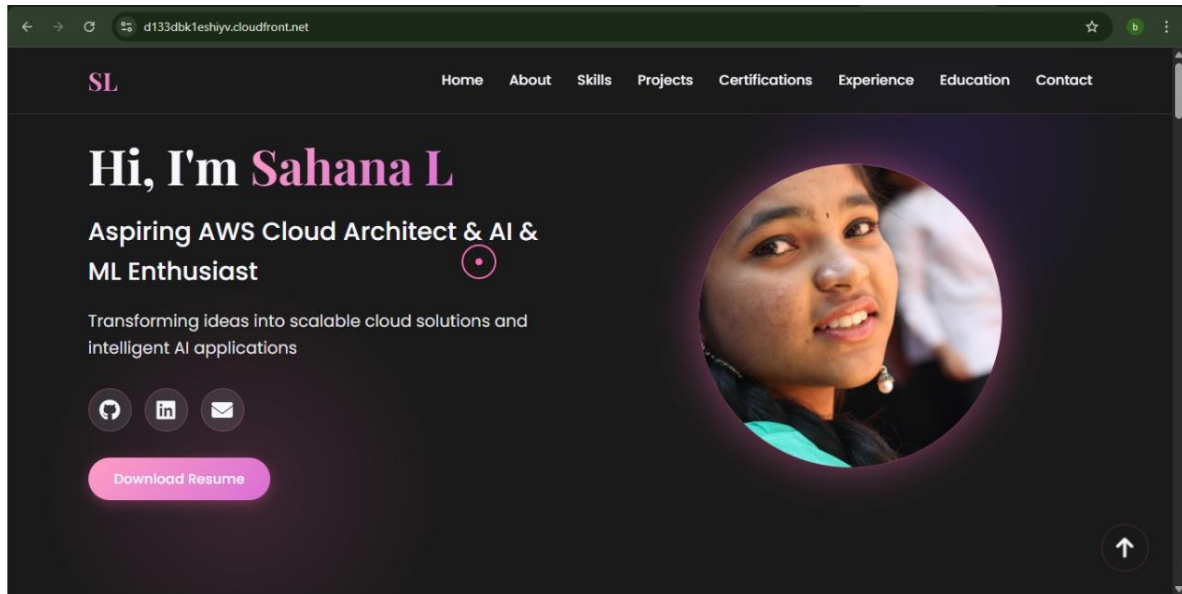 d133dbk1eshiyv.cloudfront.net
b
SL
Home About Skills Projects Certifications Experience Education Contact
Hi, I'm Sahana L
Aspiring AWS Cloud Architect & AI &
ML Enthusiast
Transforming ideas into scalable cloud solutions and
intelligent AI applications
in
Download Resume